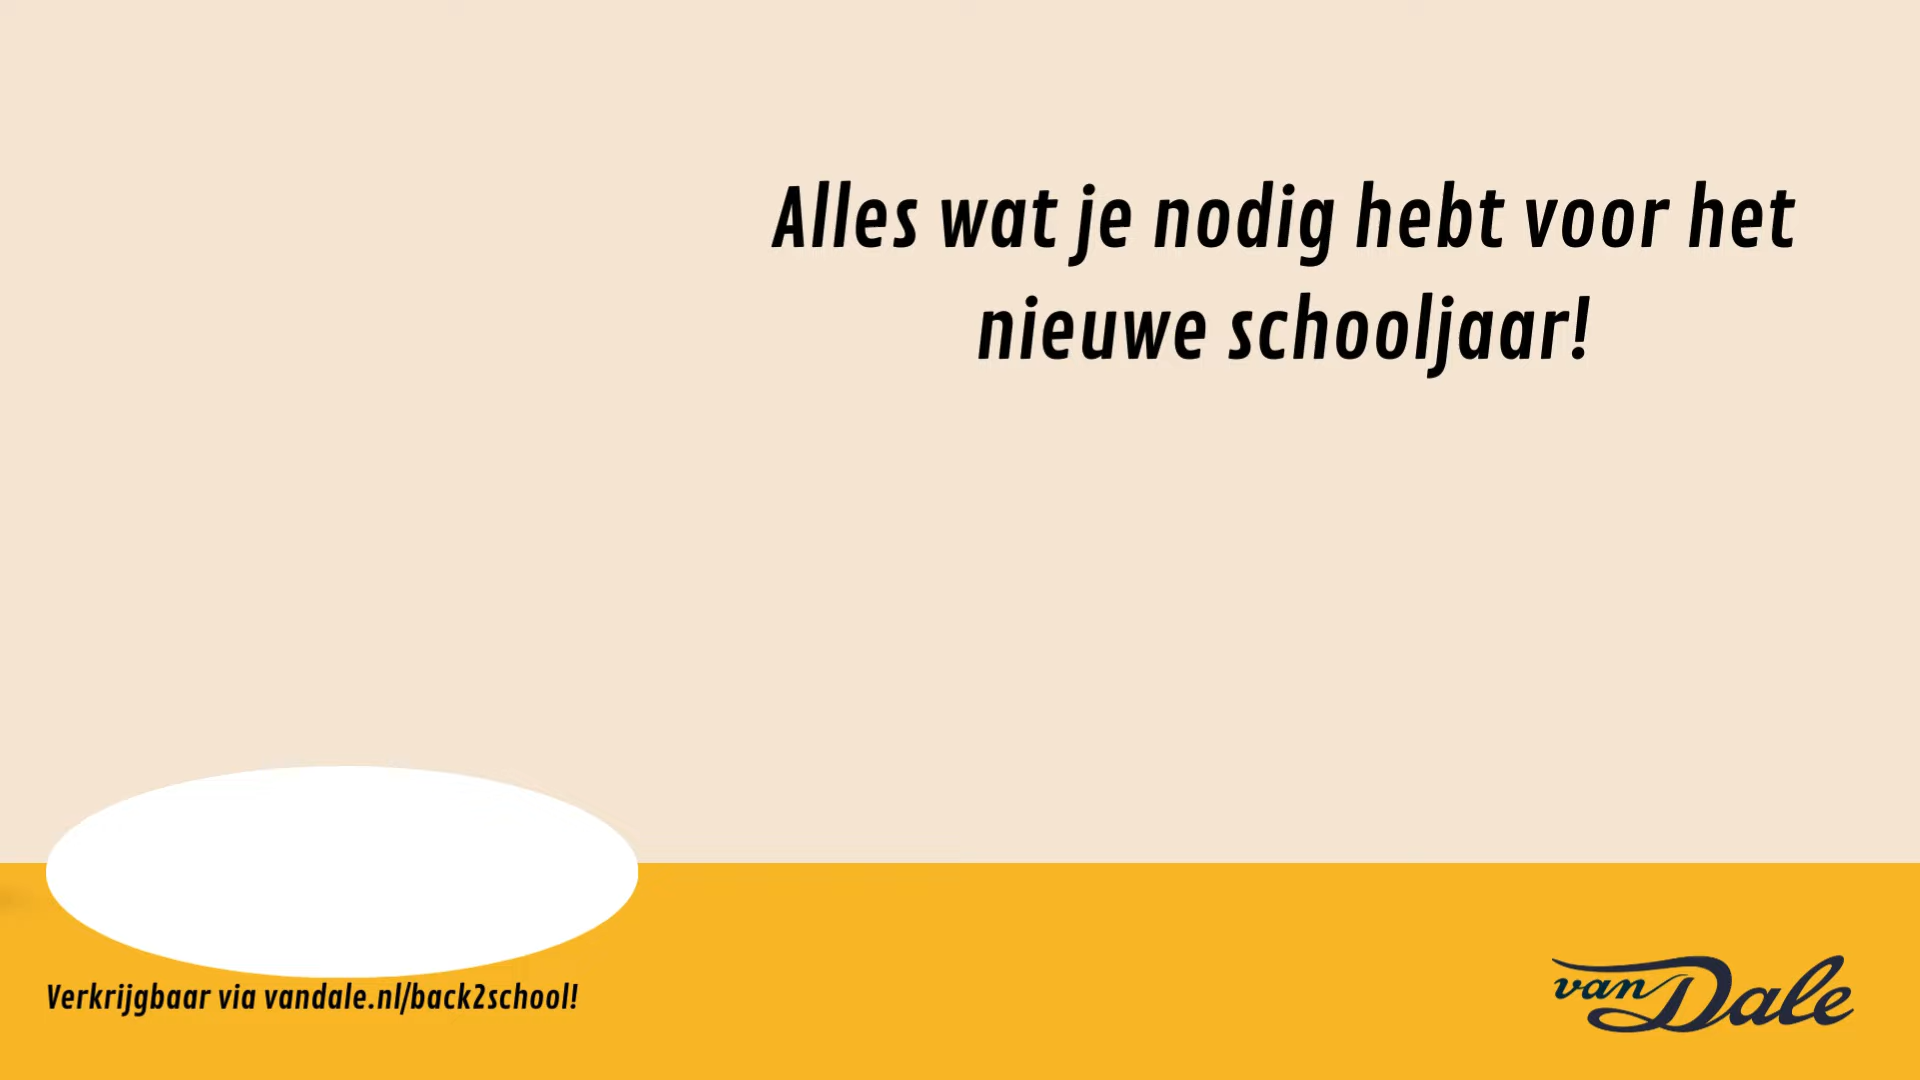 Alles wat je nodig hebt voor het
nieuwe schooljaar!
Verkrijgbaar via vandale.nl/back2school!
van Dale